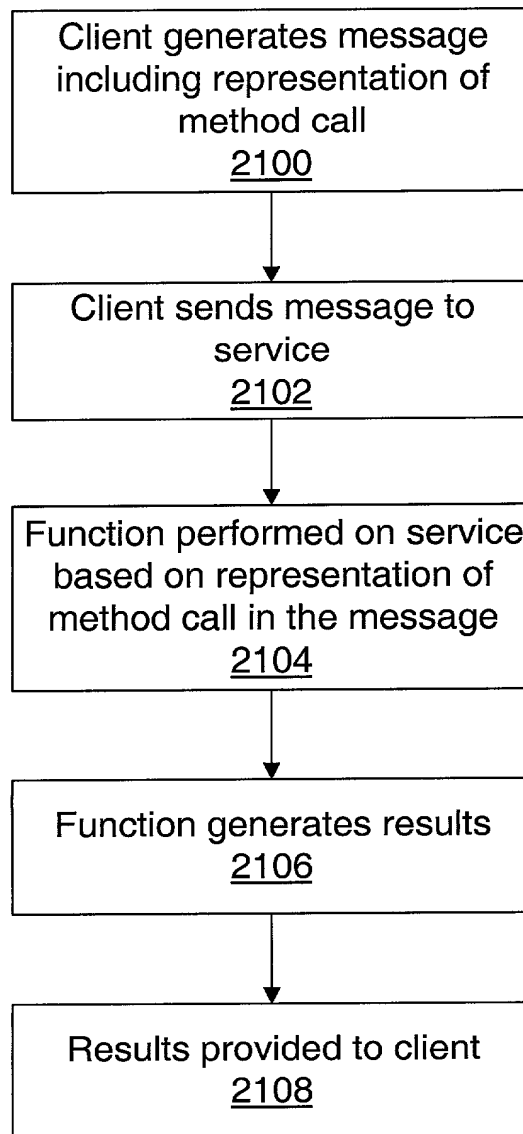 Client generates message
including representation of
method call
2100
Client sends message to
service
2102
Function performed on service
based on representation of
method call in the message
2104
Function generates results
2106
Results provided to client
2108